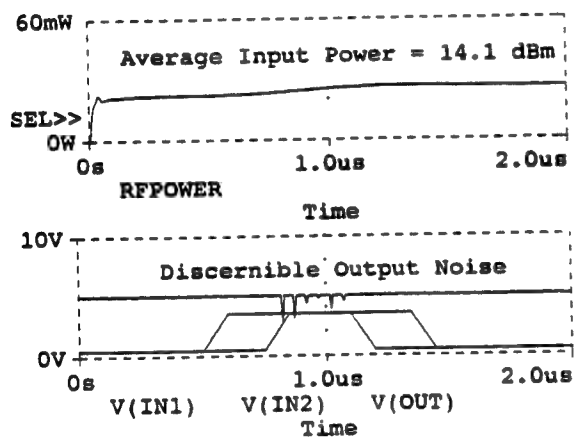 60mW
Average Input Power = 14.1 dBm
SEL>>
0W
0s 1.0us 2.0us
RFPOWER
Time
10V
Discernible Output Noise
0V
0s 1.0us 2.0us
V(IN1) V(IN2) V(OUT)
Time